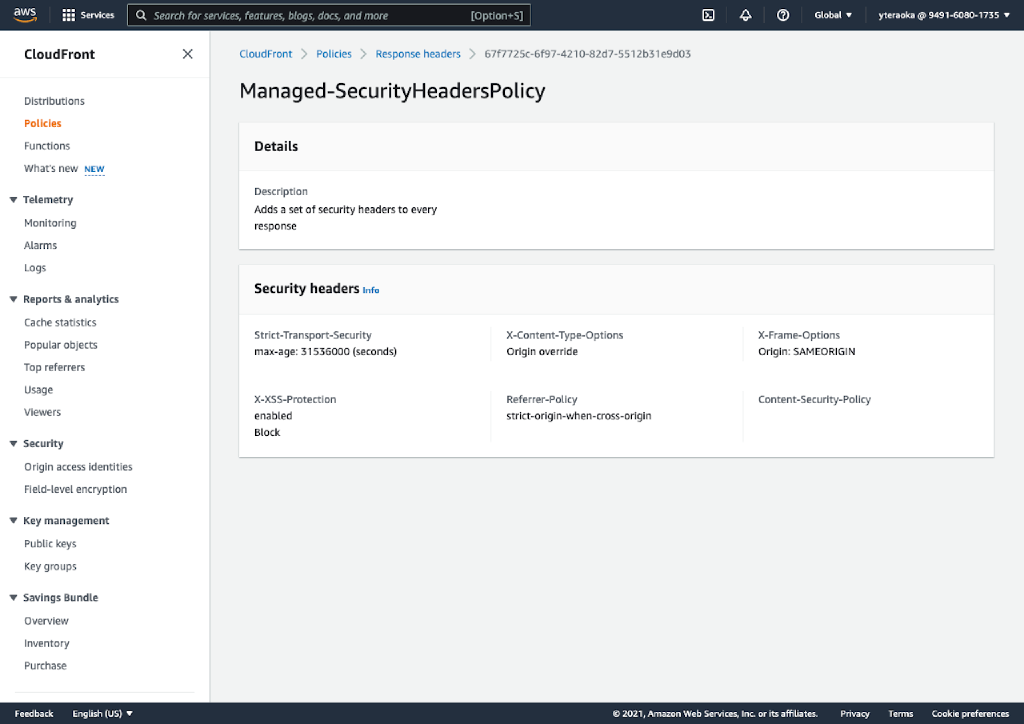 aws
Services
Search for services, features, blogs, docs, and more
[Option+S]
Global
yteraoka @ 9491-6080-1735
CloudFront
Distributions
Policies
Functions
What's new NEW
Telemetry
Monitoring
Alarms
Logs
Reports & analytics
Cache statistics
Popular objects
Top referrers
Usage
Viewers
Security
Origin access identities
Field-level encryption
Key management
Public keys
Key groups
Savings Bundle
Overview
Inventory
Purchase
CloudFront
Policies
Response headers
67f7725c-6f97-4210-82d7-5512b31e9d03
Managed-SecurityHeadersPolicy
Details
Description
Adds a set of security headers to every
response
Security headers Info
Strict-Transport-Security
max-age: 31536000 (seconds)
X-Content-Type-Options
Origin override
X-Frame-Options
Origin: SAMEORIGIN
X-XSS-Protection
enabled
Block
Referrer-Policy
strict-origin-when-cross-origin
Content-Security-Policy
Feedback
English (US)
© 2021, Amazon Web Services, Inc. or its affiliates.
Privacy
Terms
Cookie preferences